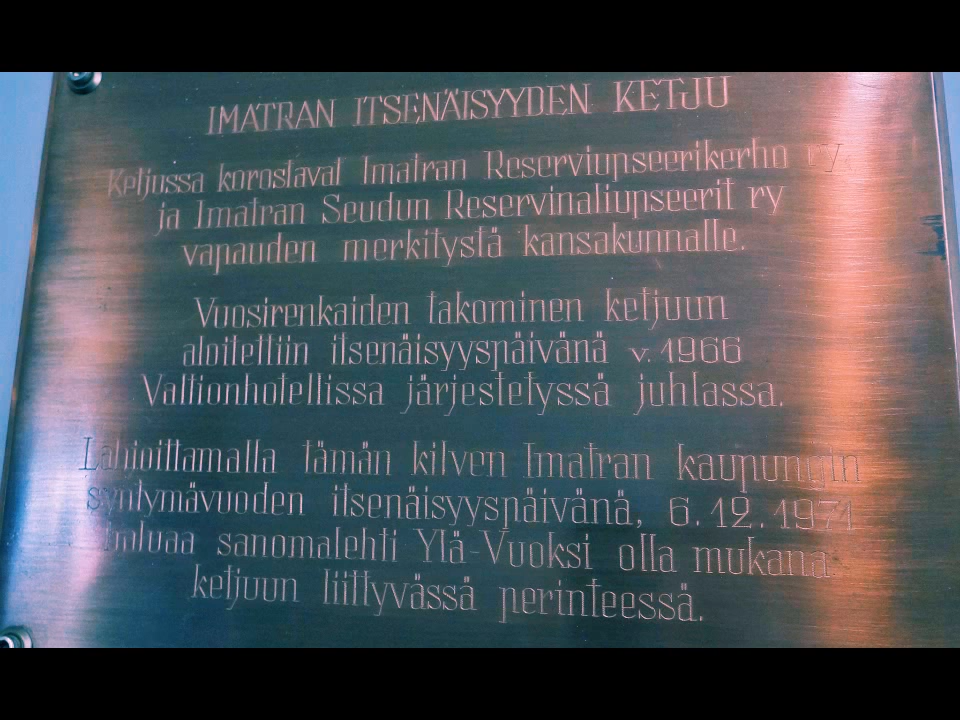 IMATRAN ITSENÄISYYDEN KETJU
Ketjussa korostavat Imatran Reserviupseerikerho ry
ja Imatran Seudun Reservinaliupseerit ry
vapauden merkitystä kansakunnalle.
Vuosirenkaiden takominen ketjuun
aloitettiin itsenäisyyspäivänä v. 1966
Valtionhotellissa järjestetyssä juhlassa.
Lahjoittamalla tämän kilven Imatran kaupungin
syntymävuoden itsenäisyyspäivänä, 6.12.1971
haluaa sanomalehti Ylä-Vuoksi olla mukana
ketjuun liittyvässä perinteessä.